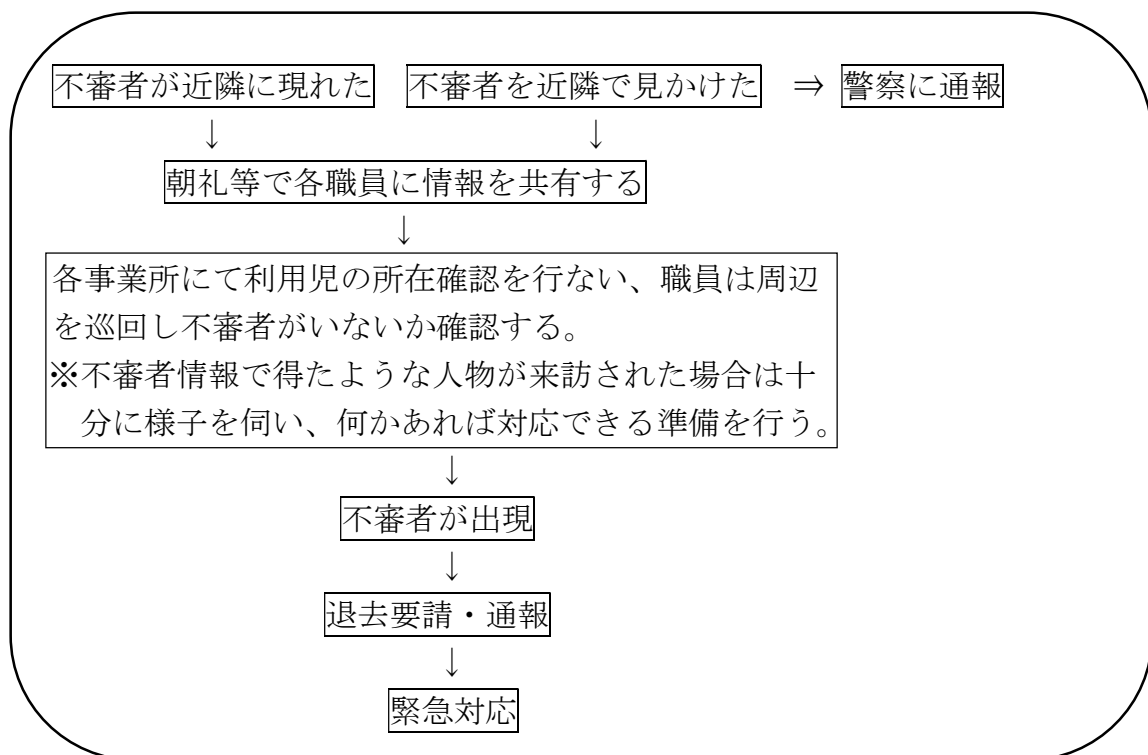 不審者が近隣に現れた 不審者を近隣で見かけた ⇒ 警察に通報
↓ ↓
朝礼等で各職員に情報を共有する
↓
各事業所にて利用児の所在確認を行ない、職員は周辺
を巡回し不審者がいないか確認する。
※不審者情報で得たような人物が来訪された場合は十
分に様子を伺い、何かあれば対応できる準備を行う。
↓
不審者が出現
↓
退去要請・通報
↓
緊急対応